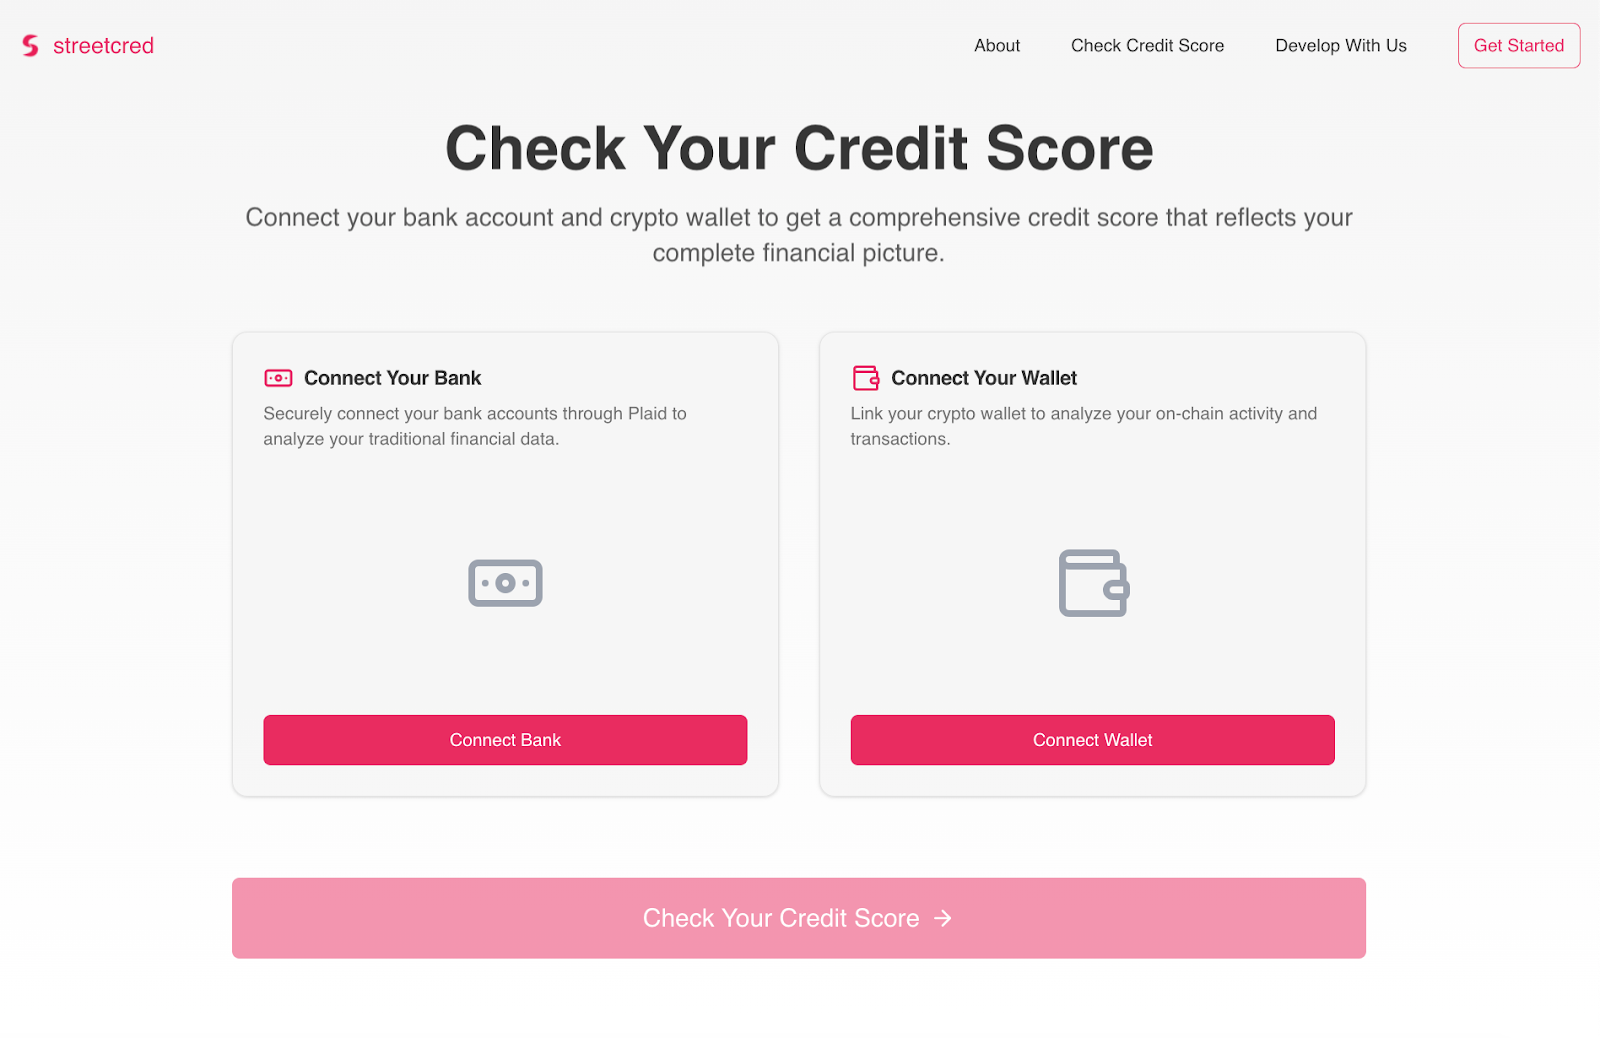 streetcred
About
Check Credit Score
Develop With Us
Get Started
Check Your Credit Score
Connect your bank account and crypto wallet to get a comprehensive credit score that reflects your
complete financial picture.
Connect Your Bank
Securely connect your bank accounts through Plaid to
analyze your traditional financial data.
Connect Bank
Connect Your Wallet
Link your crypto wallet to analyze your on-chain activity and
transactions.
Connect Wallet
Check Your Credit Score →